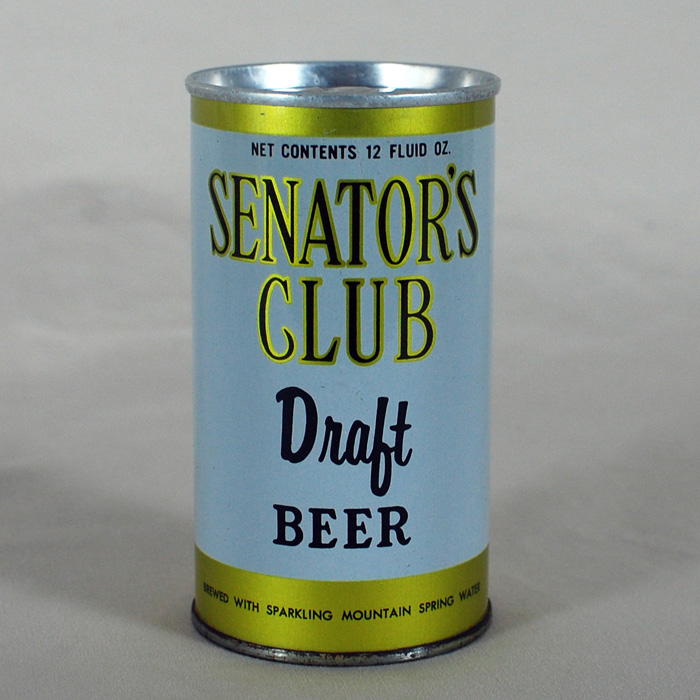 NET CONTENTS 12 FLUID OZ.
SENATOR'S
CLUB
Draft
BEER
BREWED WITH SPARKLING MOUNTAIN SPRING WATER